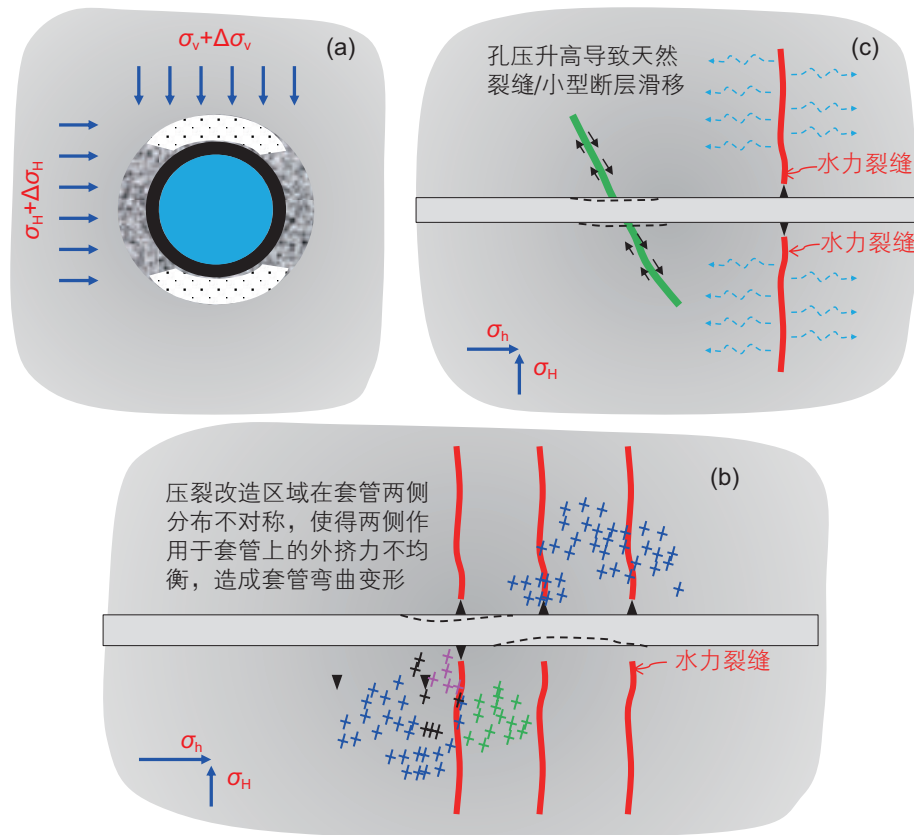 (a)
σv+Δσv
σH+ΔσH
(c)
孔压升高导致天然
裂缝/小型断层滑移
水力裂缝
水力裂缝
σh
σH
(b)
压裂改造区域在套管两侧
分布不对称，使得两侧作
用于套管上的外挤力不均
衡，造成套管弯曲变形
水力裂缝
σh
σH